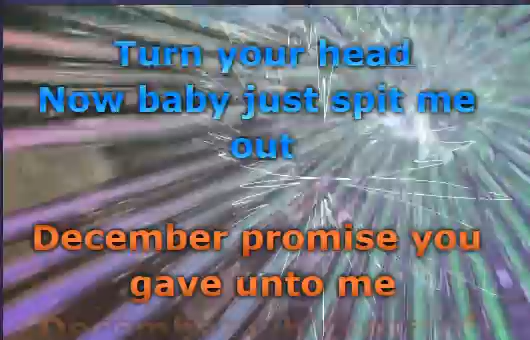 Turn your head
Now baby just spit me
out
December promise you
gave unto me